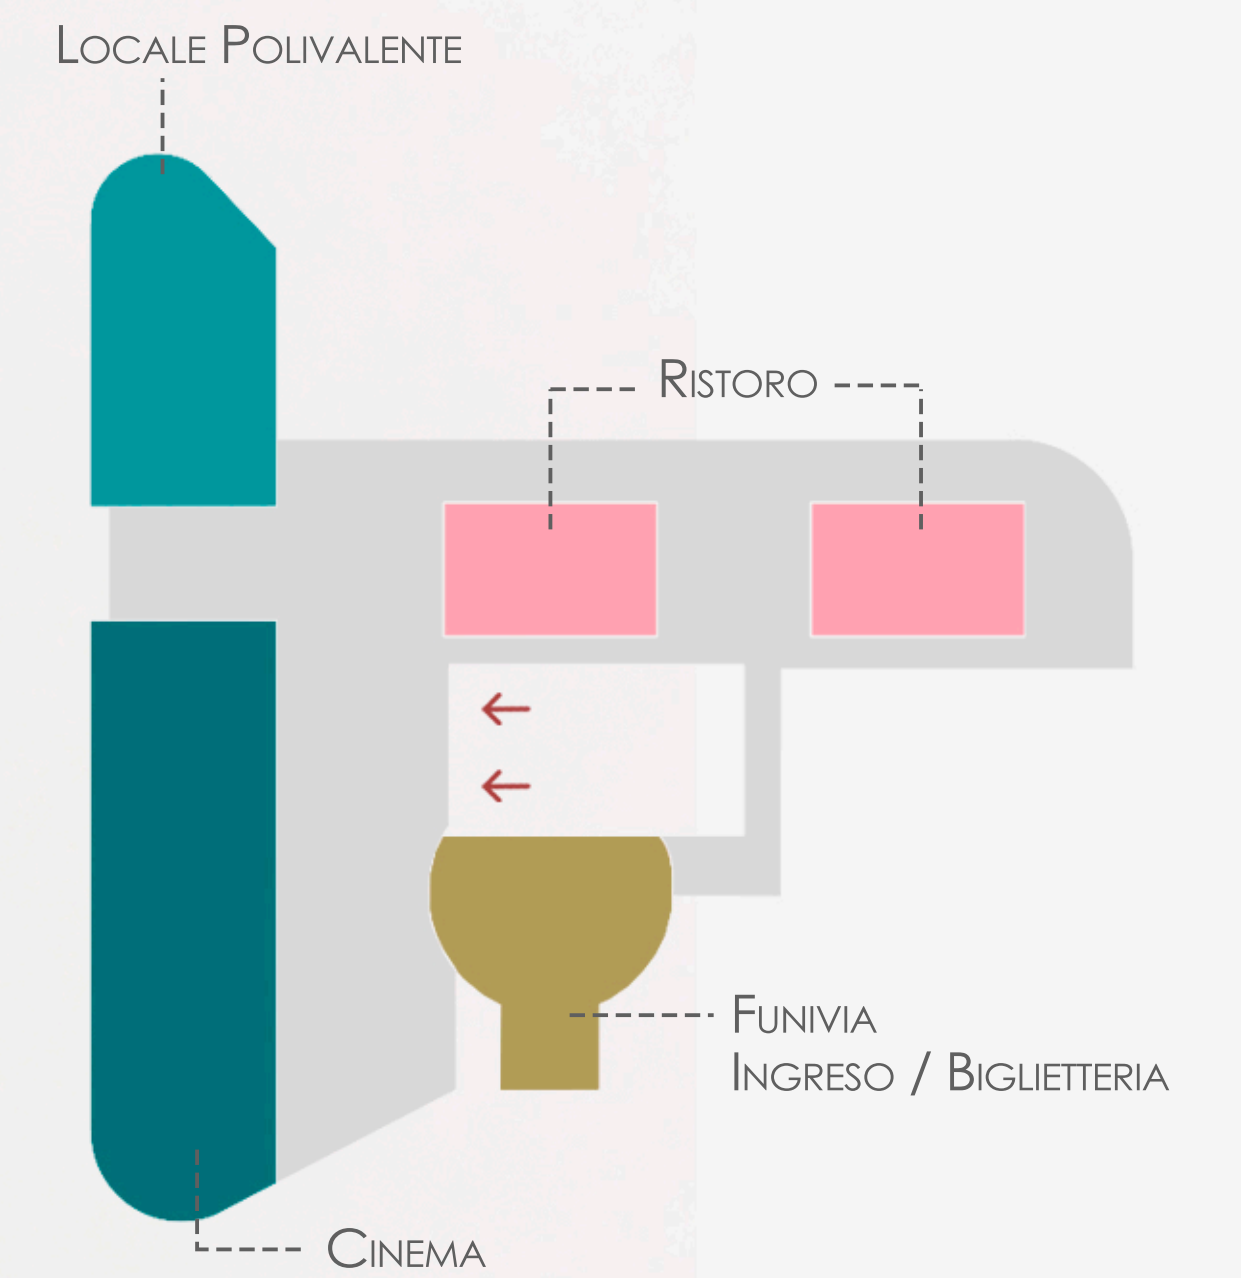 Locale Polivalente
Ristoro
Funivia
Ingreso / Biglietteria
Cinema